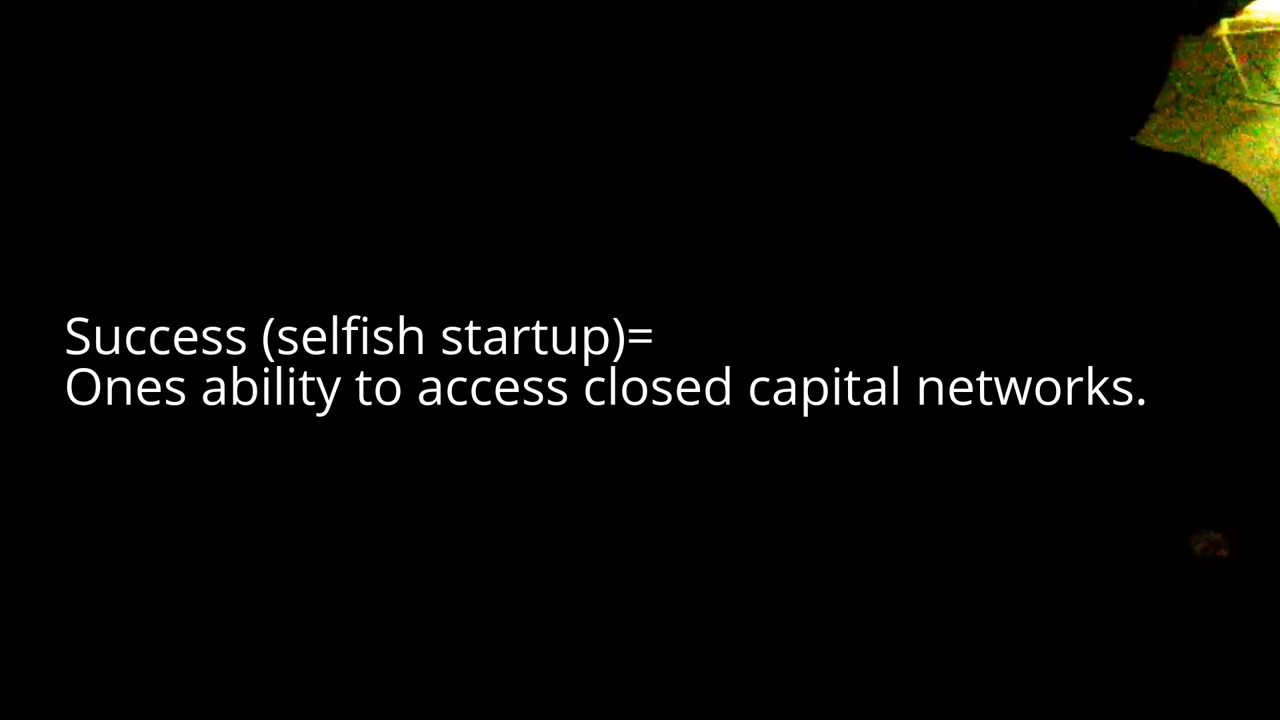 Success (selfish startup)=
Ones ability to access closed capital networks.